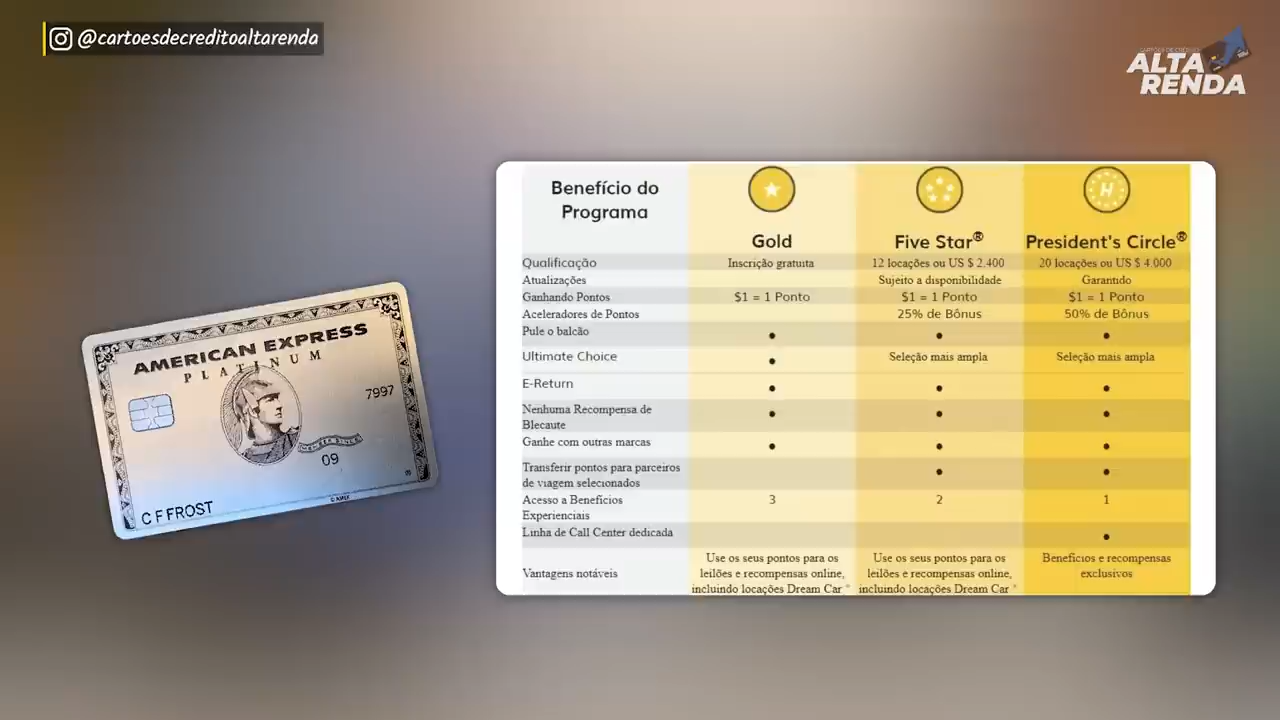 @cartoesdecreditoaltarenda
CARTÕES DE CRÉDITO
ALTA
RENDA
AMERICAN EXPRESS
PLATINUM
7997
MEMBER SINCE
09
C F FROST
© AMEX
Benefício do
Programa
Gold
Five Star®
President's Circle®
Qualificação Inscrição gratuita 12 locações ou US $ 2.400 20 locações ou US $ 4.000
Atualizações Sujeito a disponibilidade Garantido
Ganhando Pontos $1 = 1 Ponto $1 = 1 Ponto $1 = 1 Ponto
Aceleradores de Pontos 25% de Bônus 50% de Bônus
Pule o balcão • • •
Ultimate Choice • Seleção mais ampla Seleção mais ampla
E-Return • • •
Nenhuma Recompensa de
Blecaute • • •
Ganhe com outras marcas • • •
Transferir pontos para parceiros
de viagem selecionados • •
Acesso a Benefícios 3 2 1
Experienciais
Linha de Call Center dedicada •
Use os seus pontos para os Use os seus pontos para os Benefícios e recompensas
Vantagens notáveis leilões e recompensas online, leilões e recompensas online, exclusivos
incluindo locações Dream Car ® incluindo locações Dream Car ®